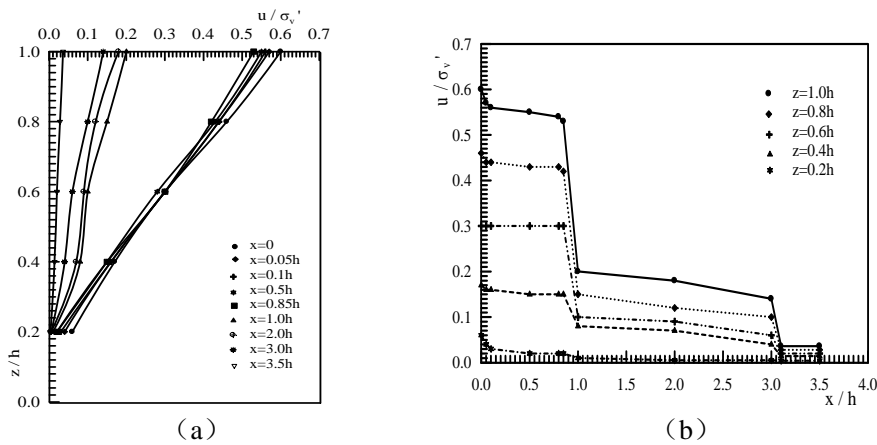 u / σv'
0.0 0.1 0.2 0.3 0.4 0.5 0.6 0.7
1.0
0.8
0.6
0.4
0.2
0.0
z/h
x=0
x=0.05h
x=0.1h
x=0.5h
x=0.85h
x=1.0h
x=2.0h
x=3.0h
x=3.5h
(a)
u / σv'
0.7
0.6
0.5
0.4
0.3
0.2
0.1
0.0
z=1.0h
z=0.8h
z=0.6h
z=0.4h
z=0.2h
0.0 0.5 1.0 1.5 2.0 2.5 3.0 3.5 4.0
x / h
(b)